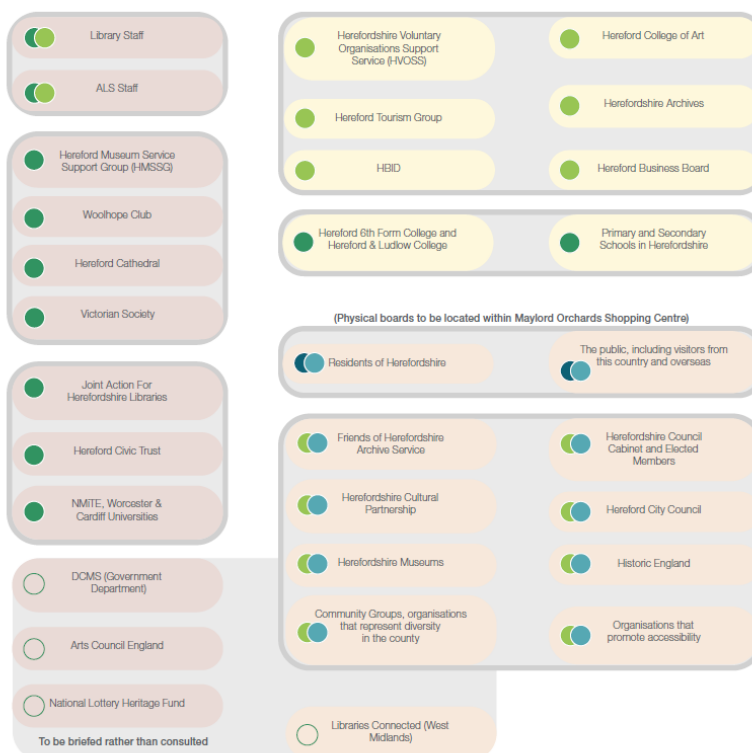 Library Staff
ALS Staff
Hereford Museum Service
Support Group (HMSSG)
Woolhope Club
Hereford Cathedral
Victorian Society
Joint Action For
Herefordshire Libraries
Hereford Civic Trust
NMiTE, Worcester &
Cardiff Universities
DCMS (Government
Department)
Arts Council England
National Lottery Heritage Fund
To be briefed rather than consulted
Herefordshire Voluntary
Organisations Support
Service (HVOSS)
Hereford College of Art
Hereford Tourism Group
Herefordshire Archives
HBID
Hereford Business Board
Hereford 6th Form College and
Hereford & Ludlow College
Primary and Secondary
Schools in Herefordshire
(Physical boards to be located within Maylord Orchards Shopping Centre)
Residents of Herefordshire
The public, including visitors from
this country and overseas
Friends of Herefordshire
Archive Service
Herefordshire Council
Cabinet and Elected
Members
Herefordshire Cultural
Partnership
Hereford City Council
Herefordshire Museums
Historic England
Community Groups, organisations
that represent diversity
in the county
Organisations that
promote accessibility
Libraries Connected (West
Midlands)